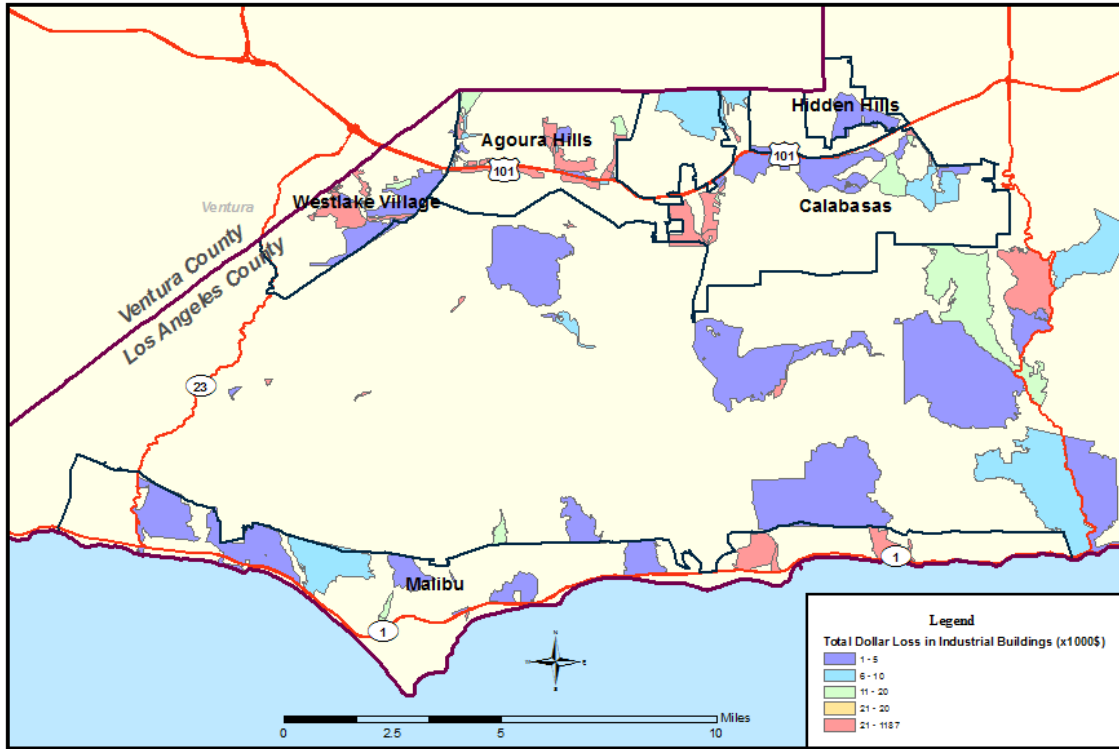 Hidden Hills
Agoura Hills
101
101
Westlake Village
Calabasas
Ventura
Ventura County
Los Angeles County
23
Malibu
1
1
N
S
Legend
Total Dollar Loss in Industrial Buildings (x1000$)
1 - 5
6 - 10
11 - 20
21 - 20
21 - 1187
Miles
0 2.5 5 10